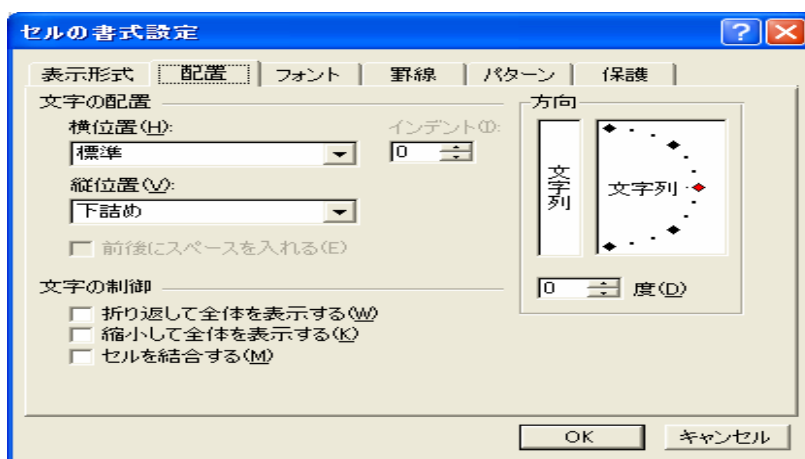 セルの書式設定
表示形式 配置 フォント 罫線 パターン 保護
文字の配置
横位置(H):
標準
インデント(I):
0
縦位置(V):
下詰め
前後にスペースを入れる(E)
文字の制御
折り返して全体を表示する(W)
縮小して全体を表示する(K)
セルを結合する(M)
方向
文字列
文字列
0 度(D)
OK キャンセル